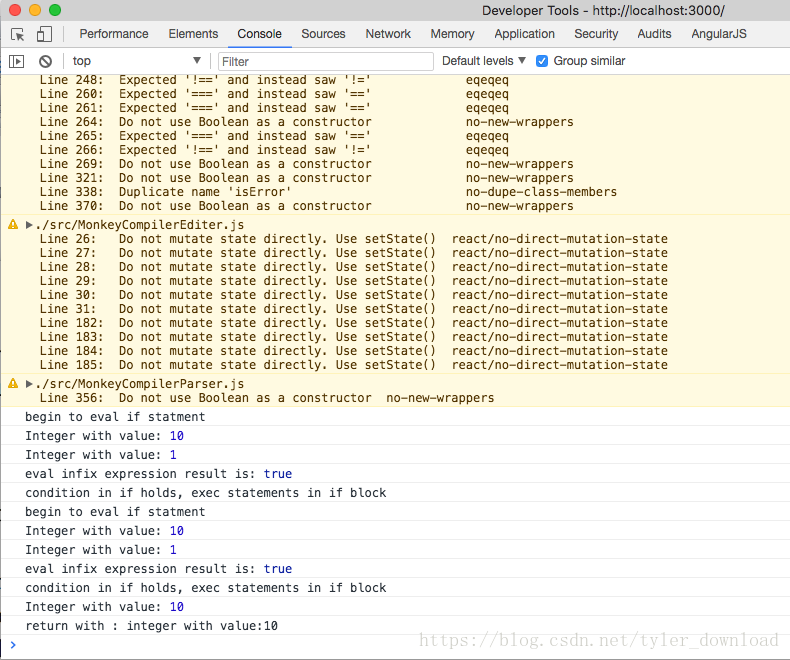 Developer Tools - http://localhost:3000/
Performance Elements Console Sources Network Memory Application Security Audits AngularJS
top Filter Default levels Group similar
Line 248: Expected '!==' and instead saw '!=' eqeqeq
Line 260: Expected '===' and instead saw '==' eqeqeq
Line 261: Expected '===' and instead saw '==' eqeqeq
Line 264: Do not use Boolean as a constructor no-new-wrappers
Line 265: Expected '===' and instead saw '==' eqeqeq
Line 266: Expected '!==' and instead saw '!=' eqeqeq
Line 269: Do not use Boolean as a constructor no-new-wrappers
Line 321: Do not use Boolean as a constructor no-new-wrappers
Line 338: Duplicate name 'isError' no-dupe-class-members
Line 370: Do not use Boolean as a constructor no-new-wrappers
./src/MonkeyCompilerEditer.js
Line 26: Do not mutate state directly. Use setState() react/no-direct-mutation-state
Line 27: Do not mutate state directly. Use setState() react/no-direct-mutation-state
Line 28: Do not mutate state directly. Use setState() react/no-direct-mutation-state
Line 29: Do not mutate state directly. Use setState() react/no-direct-mutation-state
Line 30: Do not mutate state directly. Use setState() react/no-direct-mutation-state
Line 31: Do not mutate state directly. Use setState() react/no-direct-mutation-state
Line 182: Do not mutate state directly. Use setState() react/no-direct-mutation-state
Line 183: Do not mutate state directly. Use setState() react/no-direct-mutation-state
Line 184: Do not mutate state directly. Use setState() react/no-direct-mutation-state
Line 185: Do not mutate state directly. Use setState() react/no-direct-mutation-state
./src/MonkeyCompilerParser.js
Line 356: Do not use Boolean as a constructor no-new-wrappers
begin to eval if statment
Integer with value: 10
Integer with value: 1
eval infix expression result is: true
condition in if holds, exec statements in if block
begin to eval if statment
Integer with value: 10
Integer with value: 1
eval infix expression result is: true
condition in if holds, exec statements in if block
Integer with value: 10
return with : integer with value:10
https://blog.csdn.net/tyler_download